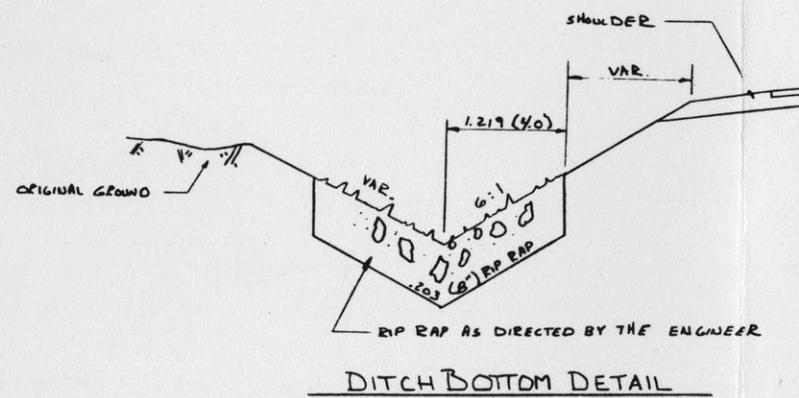 SHOULDER
VAR.
1.219 (4.0)
ORIGINAL GROUND
VAR.
6:1
.203 (8") RIP RAP
RIP RAP AS DIRECTED BY THE ENGINEER
DITCH BOTTOM DETAIL